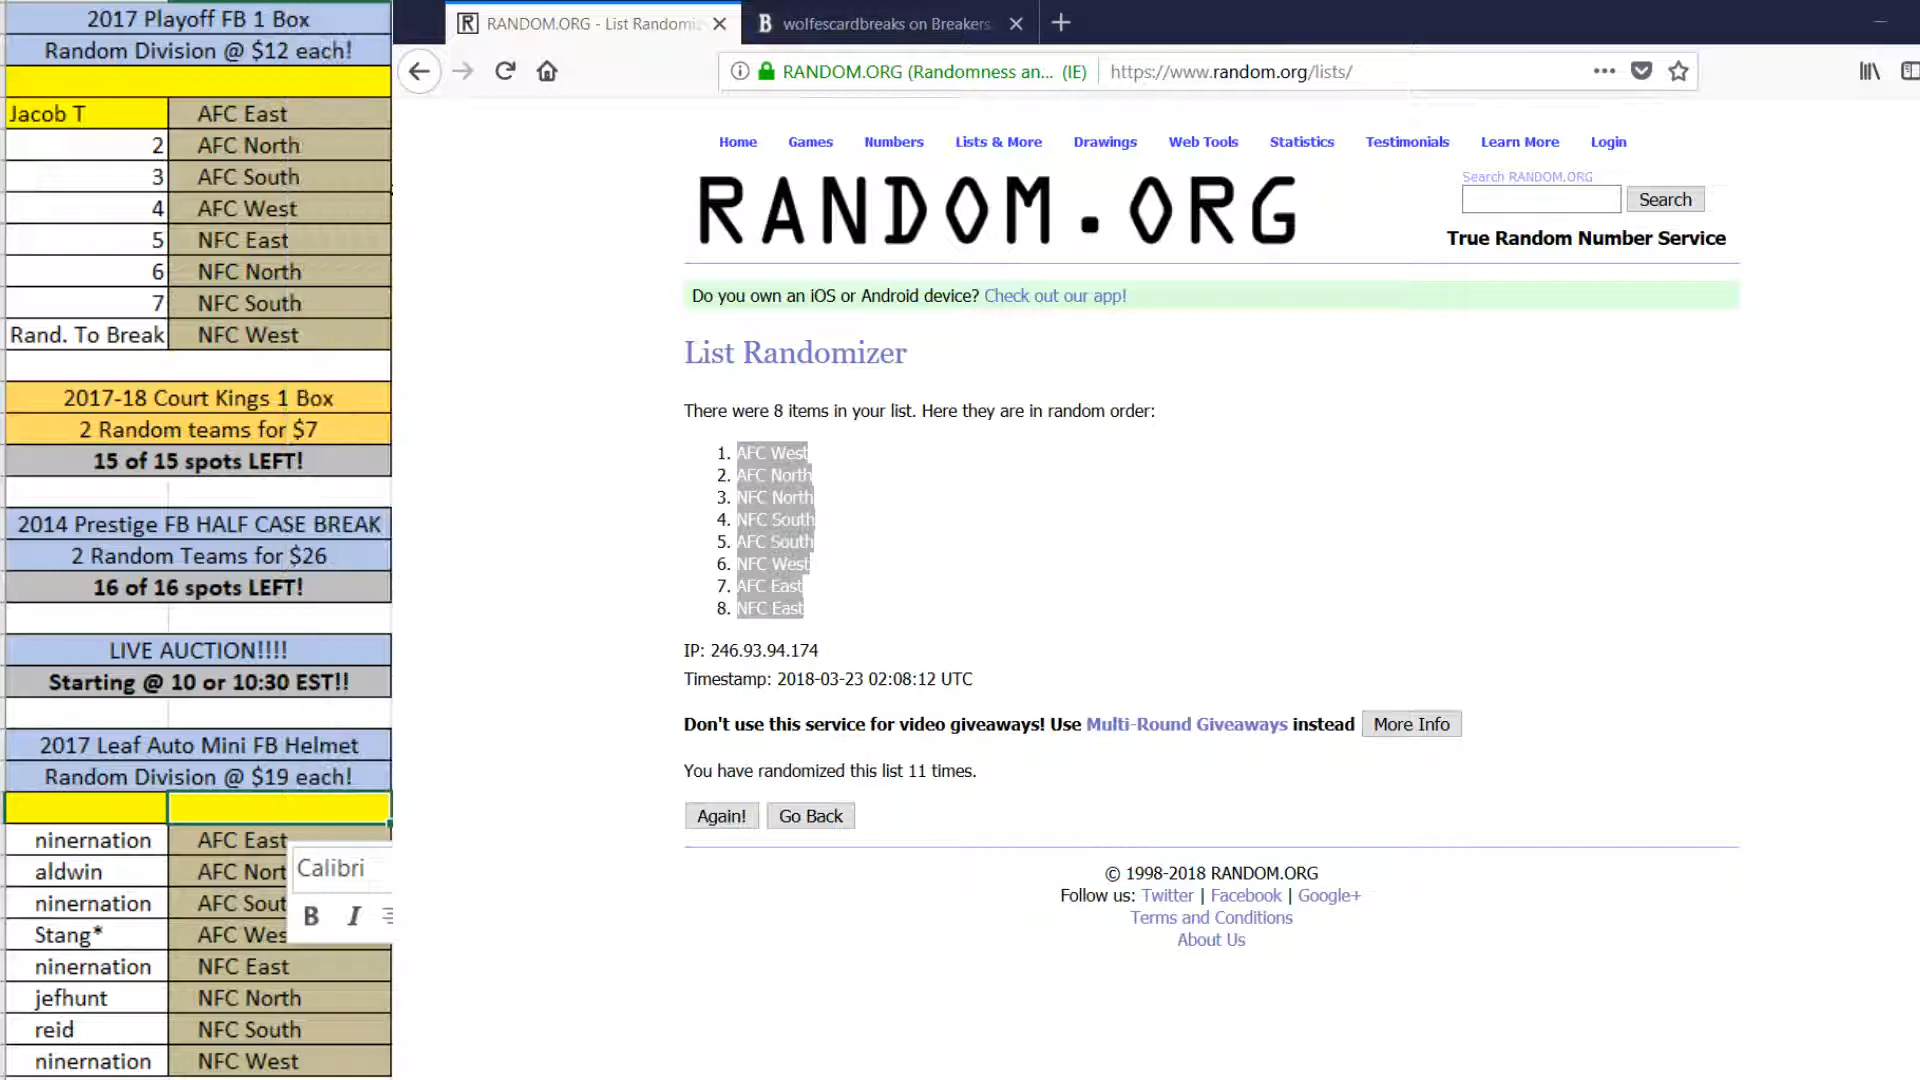 2017 Playoff FB 1 Box
Random Division @ $12 each!
Jacob T AFC East
2 AFC North
3 AFC South
4 AFC West
5 NFC East
6 NFC North
7 NFC South
Rand. To Break NFC West
2017-18 Court Kings 1 Box
2 Random teams for $7
15 of 15 spots LEFT!
2014 Prestige FB HALF CASE BREAK
2 Random Teams for $26
16 of 16 spots LEFT!
LIVE AUCTION!!!!
Starting @ 10 or 10:30 EST!!
2017 Leaf Auto Mini FB Helmet
Random Division @ $19 each!
ninernation AFC East
aldwin AFC Nort
ninernation AFC Sout
Stang* AFC Wes
ninernation NFC East
jefhunt NFC North
reid NFC South
ninernation NFC West
Calibri
B I
RANDOM.ORG - List Randomiz
wolfescardbreaks on Breakers.
RANDOM.ORG (Randomness an... (IE) https://www.random.org/lists/
Home Games Numbers Lists & More Drawings Web Tools Statistics Testimonials Learn More Login
RANDOM.ORG
Search RANDOM.ORG
Search
True Random Number Service
Do you own an iOS or Android device? Check out our app!
List Randomizer
There were 8 items in your list. Here they are in random order:
1. AFC West
2. AFC North
3. NFC North
4. NFC South
5. AFC South
6. NFC West
7. AFC East
8. NFC East
IP: 246.93.94.174
Timestamp: 2018-03-23 02:08:12 UTC
Don't use this service for video giveaways! Use Multi-Round Giveaways instead More Info
You have randomized this list 11 times.
Again! Go Back
© 1998-2018 RANDOM.ORG
Follow us: Twitter | Facebook | Google+
Terms and Conditions
About Us